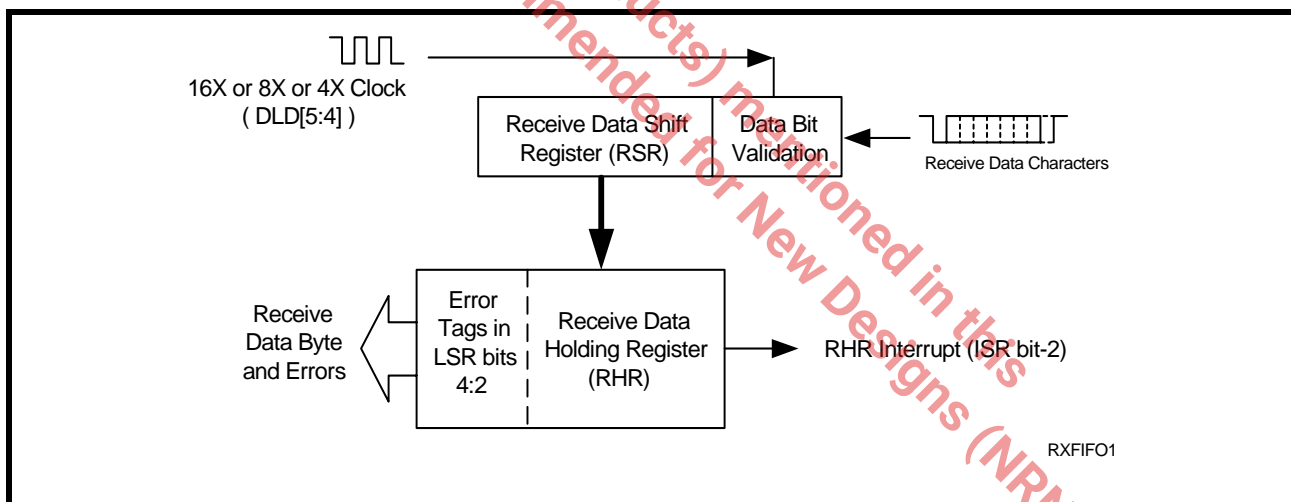 ucts) mentioned in this
mmended for New Designs (NR
16X or 8X or 4X Clock
( DLD[5:4] )
Receive Data Shift
Register (RSR)
Data Bit
Validation
Receive Data Characters
Receive
Data Byte
and Errors
Error
Tags in
LSR bits
4:2
Receive Data
Holding Register
(RHR)
RHR Interrupt (ISR bit-2)
RXFIFO1